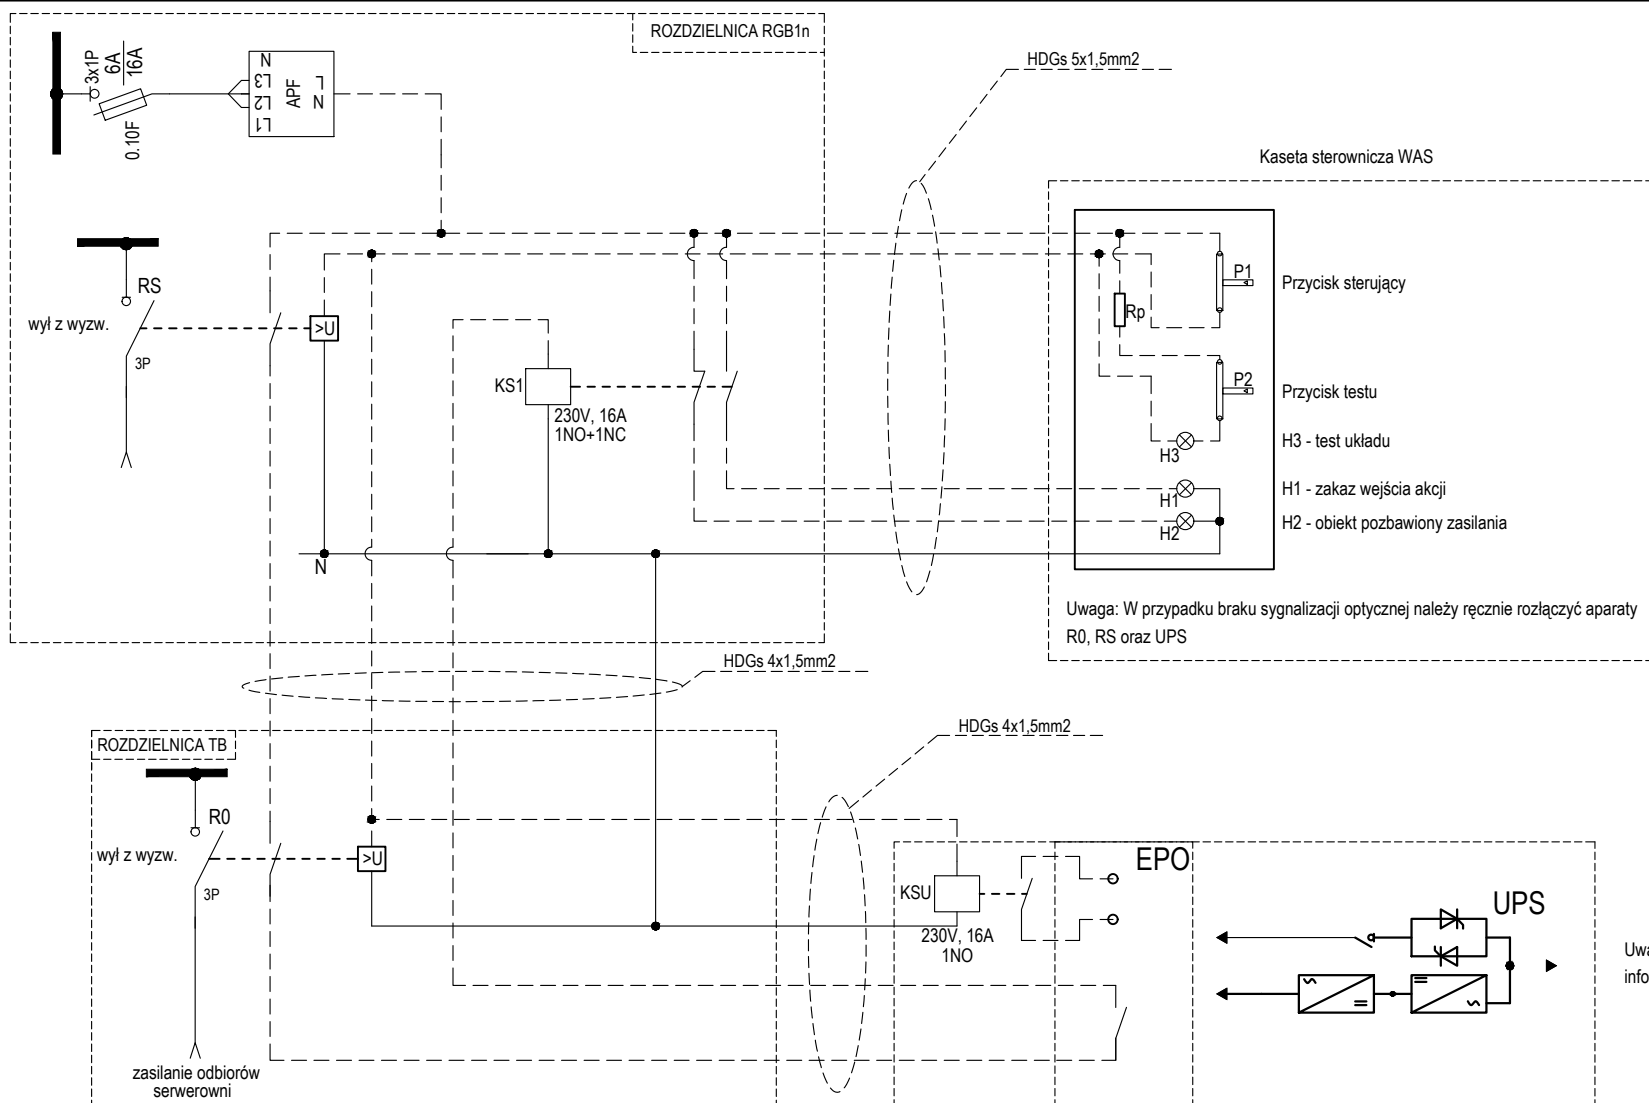 ROZDZIELNICA RGB1n
3x1P
6A
16A
0.10F
N
L3
L2
L1
APF
L
N
HDGs 5x1,5mm2
Kaseta sterownicza WAS
RS
wył z wyzw.
3P
>U
KS1
230V, 16A
1NO+1NC
N
P1
Przycisk sterujący
Rp
P2
Przycisk testu
H3
H3 - test układu
H1
H1 - zakaz wejścia akcji
H2
H2 - obiekt pozbawiony zasilania
Uwaga: W przypadku braku sygnalizacji optycznej należy ręcznie rozłączyć aparaty
R0, RS oraz UPS
HDGs 4x1,5mm2
ROZDZIELNICA TB
HDGs 4x1,5mm2
R0
wył z wyzw.
3P
>U
zasilanie odbiorów
serwerowni
KSU
230V, 16A
1NO
EPO
UPS
Uwa
info